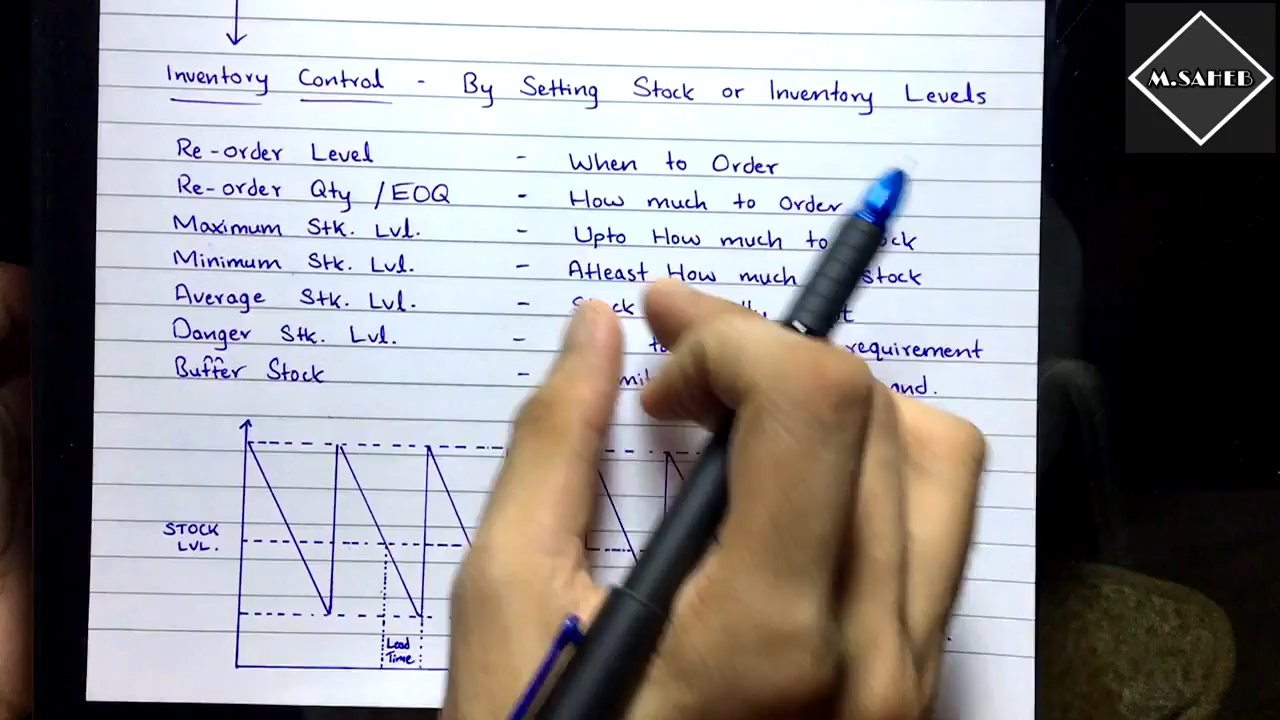 M.SAHEB
Inventory Control - By Setting Stock or Inventory Levels
Re-order Level - When to Order
Re-order Qty / EOQ - How much to Order
Maximum Stk. Lvl. - Upto How much to
Minimum Stk. Lvl. - Atleast How much stock
Average Stk. Lvl. -
Danger Stk. Lvl. - requirement
Buffer Stock -
STOCK
LVL.
Lead
Time